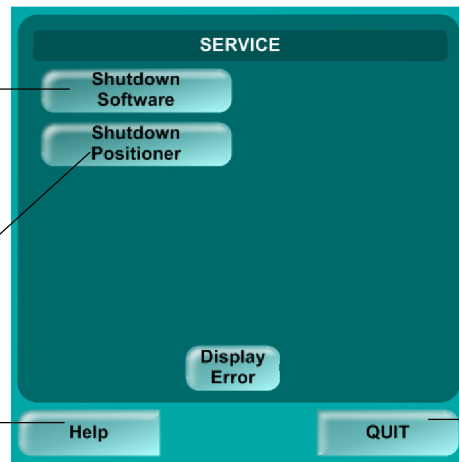 SERVICE
Shutdown
Software
Shutdown
Positioner
Display
Error
Help
QUIT